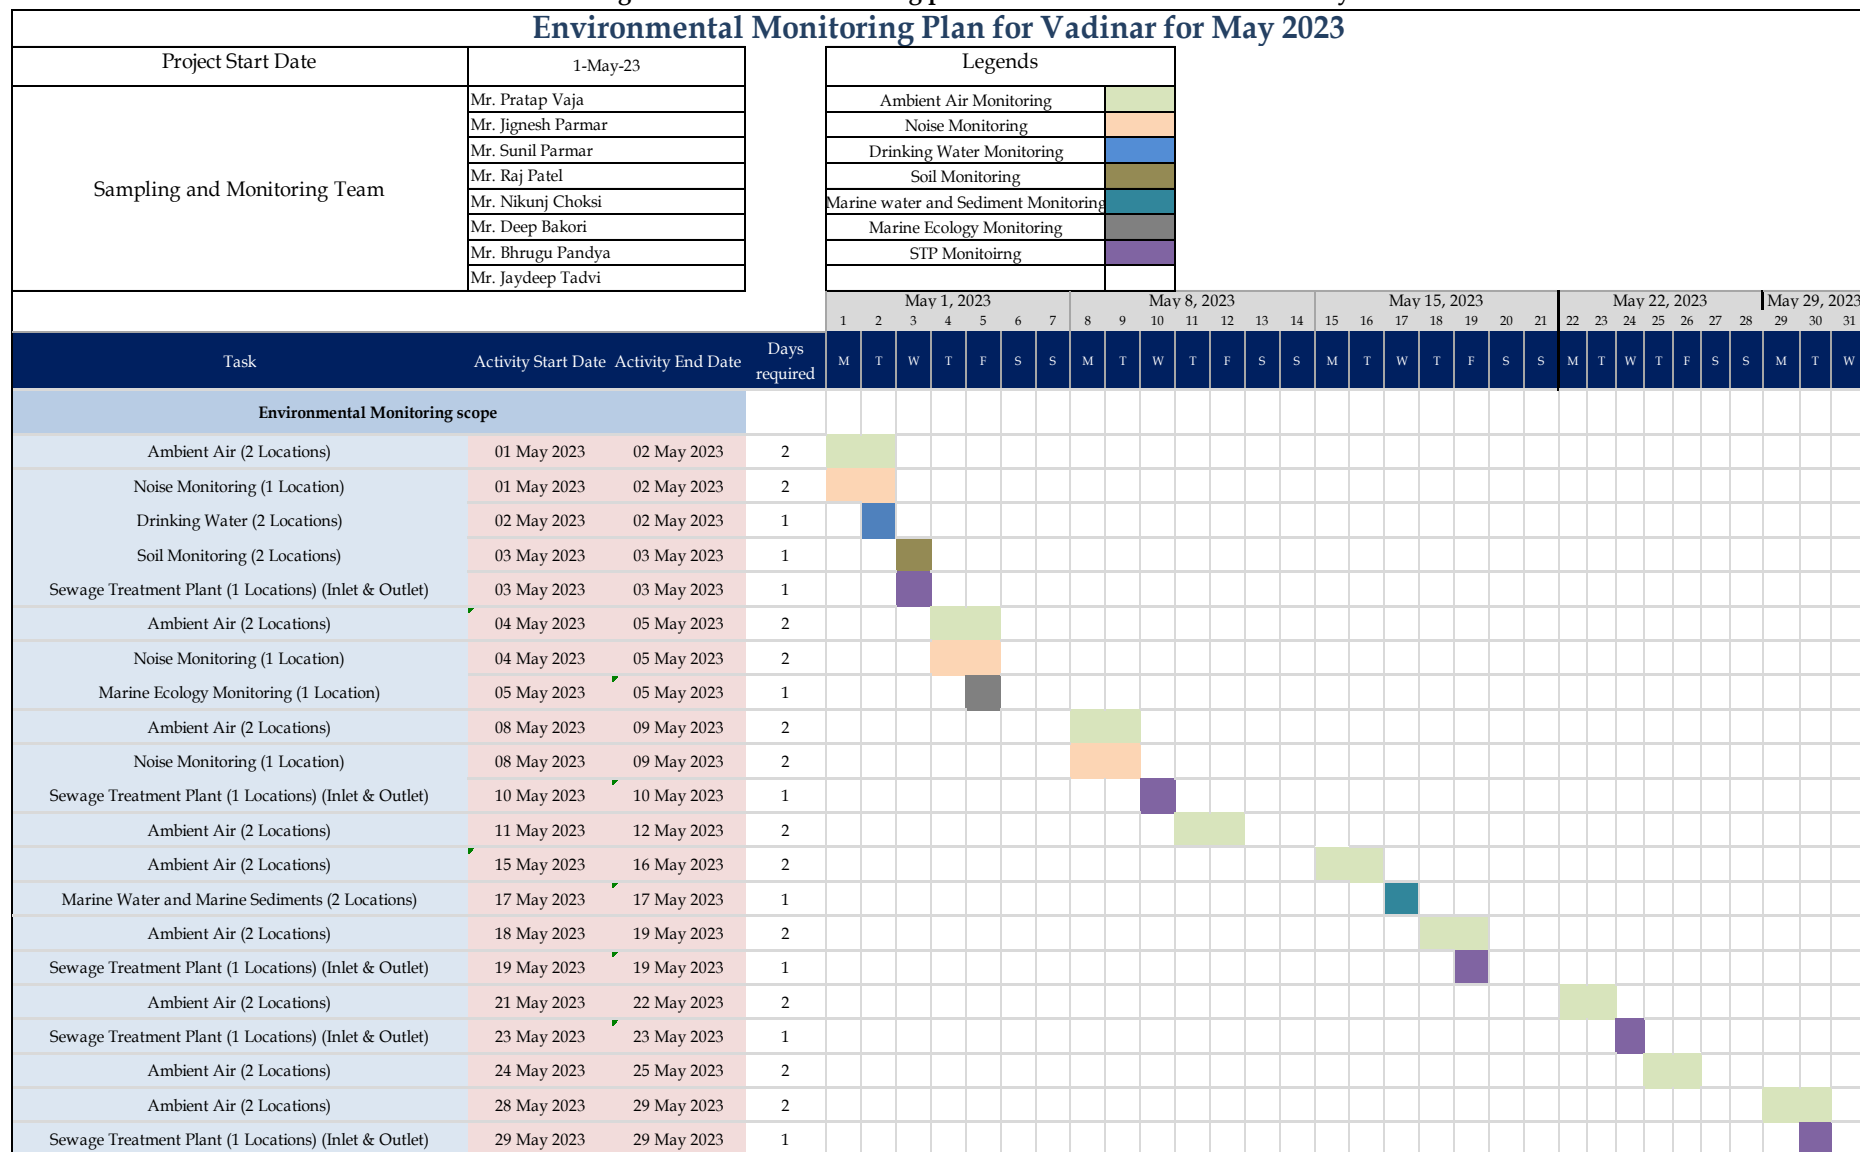 Environmental Monitoring Plan for Vadinar for May 2023
Project Start Date 1-May-23 Legends
Sampling and Monitoring Team
Mr. Pratap Vaja
Mr. Jignesh Parmar
Mr. Sunil Parmar
Mr. Raj Patel
Mr. Nikunj Choksi
Mr. Deep Bakori
Mr. Bhrugu Pandya
Mr. Jaydeep Tadvi
Ambient Air Monitoring
Noise Monitoring
Drinking Water Monitoring
Soil Monitoring
Marine water and Sediment Monitoring
Marine Ecology Monitoring
STP Monitoirng
May 1, 2023 May 8, 2023 May 15, 2023 May 22, 2023 May 29, 2023
1 2 3 4 5 6 7 8 9 10 11 12 13 14 15 16 17 18 19 20 21 22 23 24 25 26 27 28 29 30 31
Task Activity Start Date Activity End Date Days required M T W T F S S M T W T F S S M T W T F S S M T W T F S S M T W
Environmental Monitoring scope
Ambient Air (2 Locations) 01 May 2023 02 May 2023 2
Noise Monitoring (1 Location) 01 May 2023 02 May 2023 2
Drinking Water (2 Locations) 02 May 2023 02 May 2023 1
Soil Monitoring (2 Locations) 03 May 2023 03 May 2023 1
Sewage Treatment Plant (1 Locations) (Inlet & Outlet) 03 May 2023 03 May 2023 1
Ambient Air (2 Locations) 04 May 2023 05 May 2023 2
Noise Monitoring (1 Location) 04 May 2023 05 May 2023 2
Marine Ecology Monitoring (1 Location) 05 May 2023 05 May 2023 1
Ambient Air (2 Locations) 08 May 2023 09 May 2023 2
Noise Monitoring (1 Location) 08 May 2023 09 May 2023 2
Sewage Treatment Plant (1 Locations) (Inlet & Outlet) 10 May 2023 10 May 2023 1
Ambient Air (2 Locations) 11 May 2023 12 May 2023 2
Ambient Air (2 Locations) 15 May 2023 16 May 2023 2
Marine Water and Marine Sediments (2 Locations) 17 May 2023 17 May 2023 1
Ambient Air (2 Locations) 18 May 2023 19 May 2023 2
Sewage Treatment Plant (1 Locations) (Inlet & Outlet) 19 May 2023 19 May 2023 1
Ambient Air (2 Locations) 21 May 2023 22 May 2023 2
Sewage Treatment Plant (1 Locations) (Inlet & Outlet) 23 May 2023 23 May 2023 1
Ambient Air (2 Locations) 24 May 2023 25 May 2023 2
Ambient Air (2 Locations) 28 May 2023 29 May 2023 2
Sewage Treatment Plant (1 Locations) (Inlet & Outlet) 29 May 2023 29 May 2023 1